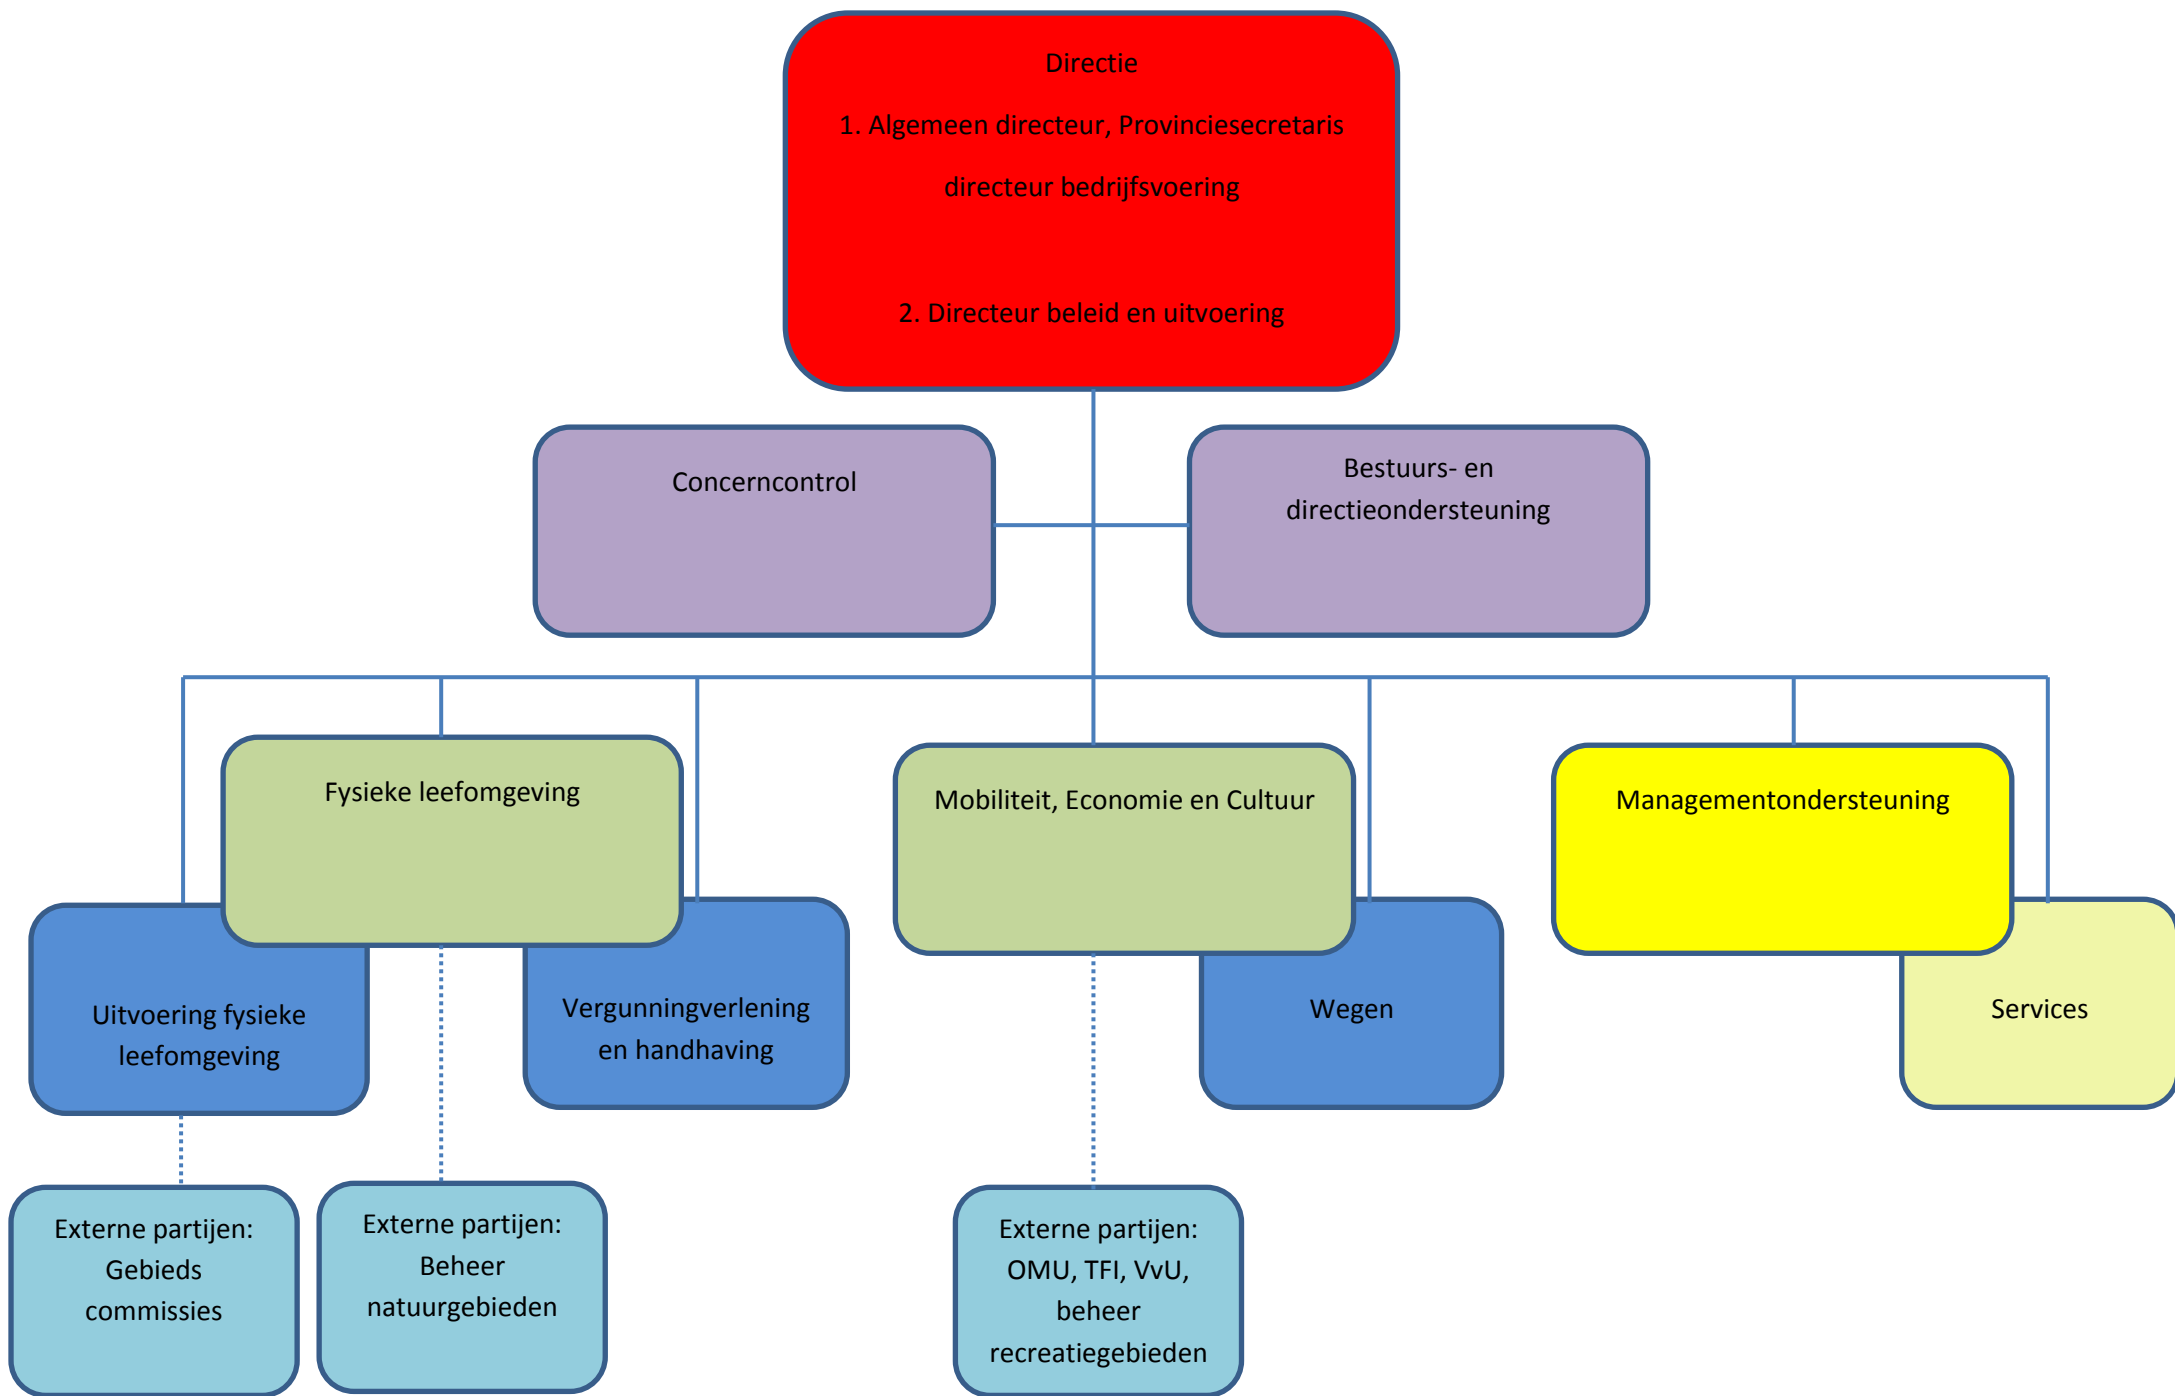 Directie
1. Algemeen directeur, Provinciesecretaris
directeur bedrijfsvoering
2. Directeur beleid en uitvoering
Concerncontrol
Bestuurs- en
directieondersteuning
Fysieke leefomgeving
Mobiliteit, Economie en Cultuur
Managementondersteuning
Uitvoering fysieke
leefomgeving
Vergunningverlening
en handhaving
Wegen
Services
Externe partijen:
Gebieds
commissies
Externe partijen:
Beheer
natuurgebieden
Externe partijen:
OMU, TFI, VvU,
beheer
recreatiegebieden